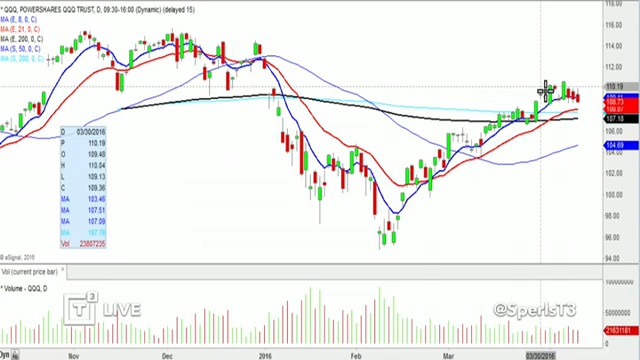 * QQQ, POWERSHARES QQQ TRUST, D, 09:30-16:00 (Dynamic) (delayed 15)
MA (E, 8, 0, C)
MA (E, 21, 0, C)
MA (E, 200, 0, C)
MA (S, 50, 0, C)
MA (S, 200, 0, C)
114.00
112.00
110.19
108.73
107.18
106.00
104.69
102.00
100.00
98.00
96.00
94.00
D 03/30/2016
P 110.19
O 109.48
H 110.04
L 109.13
C 109.36
MA 103.46
MA 107.51
MA 107.09
MA 107.76
Vol 23807235
© eSignal, 2016
Vol (current price bar) ×
* Volume - QQQ, D
100000000
50000000
21631181
T3 LIVE
@SperlsT3
Dyn
Nov
Dec
2016
Feb
Mar
03/30/2016